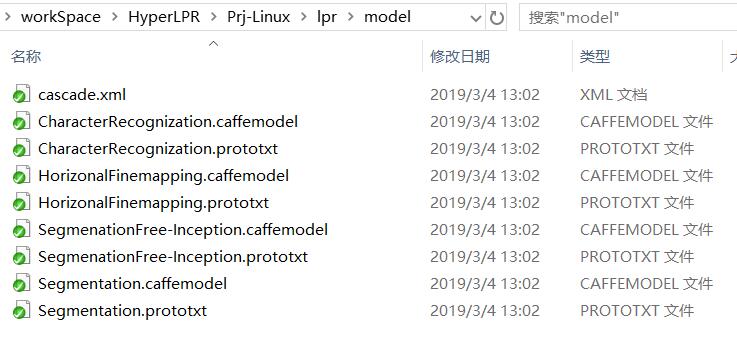 workSpace > HyperLPR > Prj-Linux > lpr > model 搜索"model"
名称 修改日期 类型
cascade.xml 2019/3/4 13:02 XML 文档
CharacterRecognization.caffemodel 2019/3/4 13:02 CAFFEMODEL 文件
CharacterRecognization.prototxt 2019/3/4 13:02 PROTOTXT 文件
HorizonalFinemapping.caffemodel 2019/3/4 13:02 CAFFEMODEL 文件
HorizonalFinemapping.prototxt 2019/3/4 13:02 PROTOTXT 文件
SegmenationFree-Inception.caffemodel 2019/3/4 13:02 CAFFEMODEL 文件
SegmenationFree-Inception.prototxt 2019/3/4 13:02 PROTOTXT 文件
Segmentation.caffemodel 2019/3/4 13:02 CAFFEMODEL 文件
Segmentation.prototxt 2019/3/4 13:02 PROTOTXT 文件